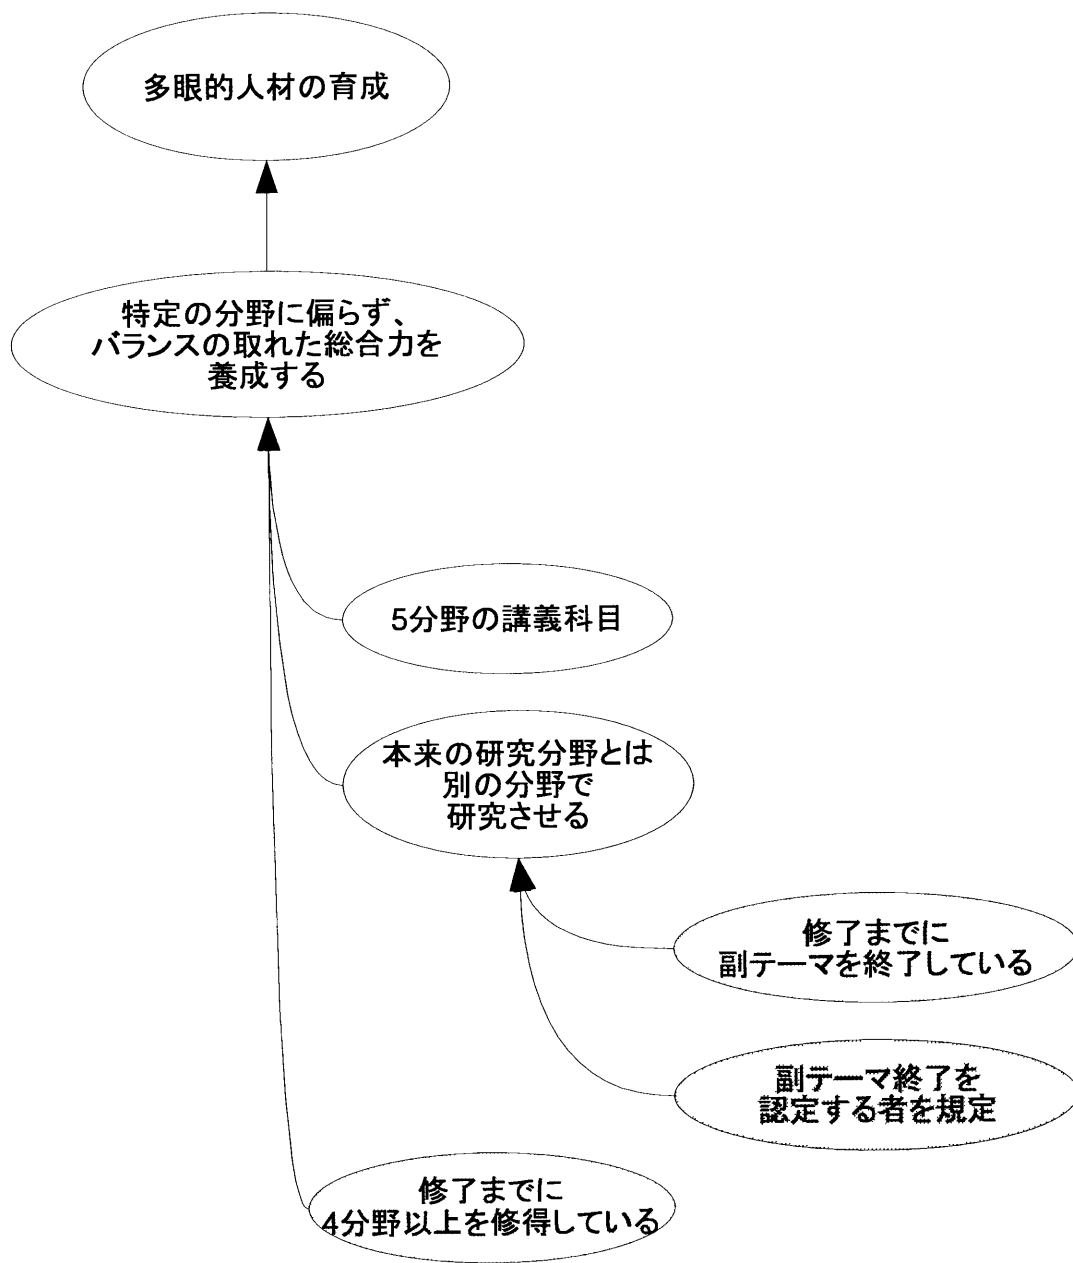 多眼的人材の育成
特定の分野に偏らず、
バランスの取れた総合力を
養成する
5分野の講義科目
本来の研究分野とは
別の分野で
研究させる
修了までに
副テーマを終了している
副テーマ終了を
認定する者を規定
修了までに
4分野以上を修得している